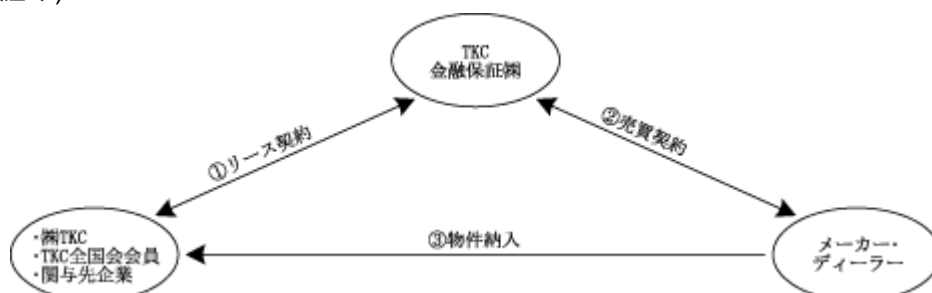 TKC
金融保証㈱
①リース契約
②売買契約
・㈱TKC
・TKC全国会会員
・関与先企業
③物件納入
メーカー・
ディーラー